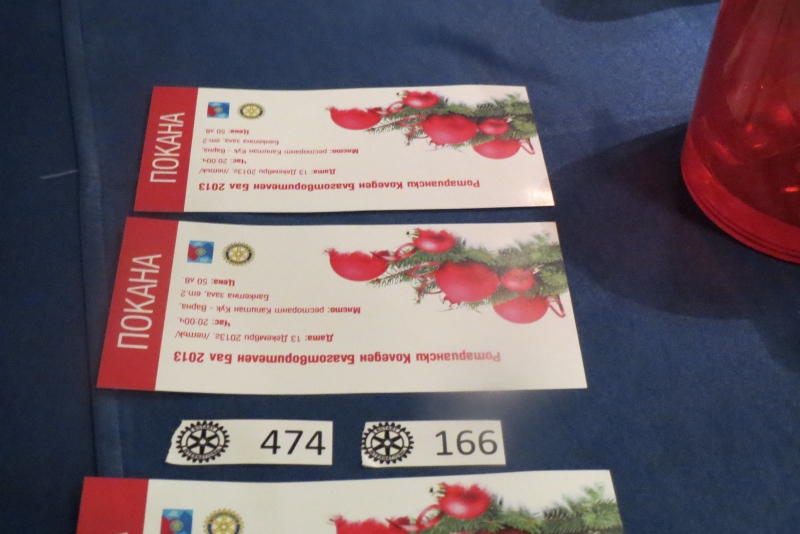 ПОКАНА
Ротариански Коледен Благотворителен Бал 2013
Дата: 13 Декември 2013г. /петък/
Час: 20.00ч.
Място: ресторант Капитан Кук - Варна,
Банкетна зала, ет.2
Цена: 50 лв.
ПОКАНА
Ротариански Коледен Благотворителен Бал 2013
Дата: 13 Декември 2013г. /петък/
Час: 20.00ч.
Място: ресторант Капитан Кук - Варна,
Банкетна зала, ет.2
Цена: 50 лв.
474
166